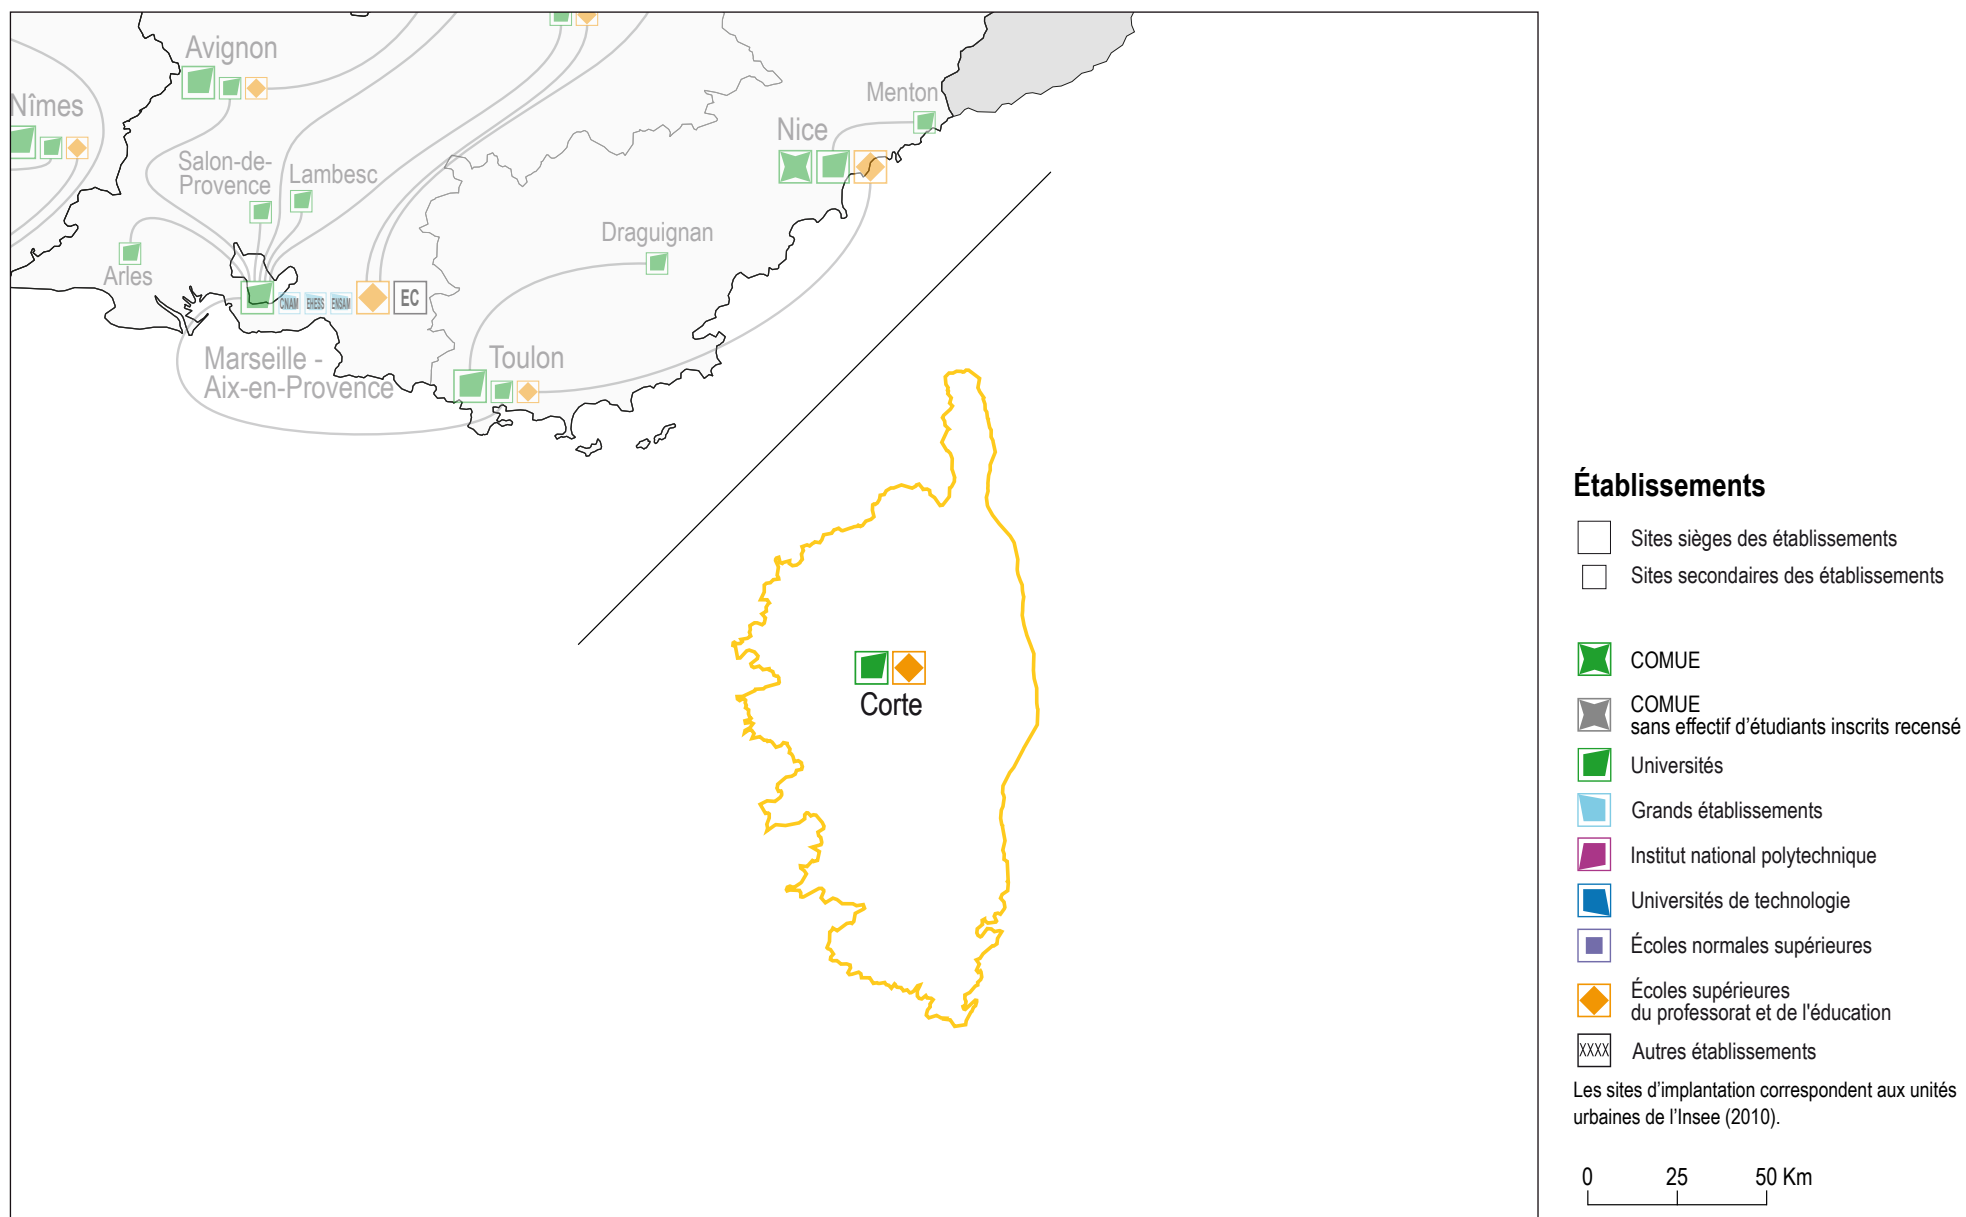 Avignon
Nîmes
Salon-de-
Provence
Lambesc
Arles
CNAM
EHESS
ENSAM
EC
Marseille -
Aix-en-Provence
Toulon
Draguignan
Nice
Menton
Corte
Établissements
Sites sièges des établissements
Sites secondaires des établissements
COMUE
COMUE
sans effectif d’étudiants inscrits recensé
Universités
Grands établissements
Institut national polytechnique
Universités de technologie
Écoles normales supérieures
Écoles supérieures
du professorat et de l'éducation
XXXX
Autres établissements
Les sites d’implantation correspondent aux unités
urbaines de l’Insee (2010).
0 25 50 Km